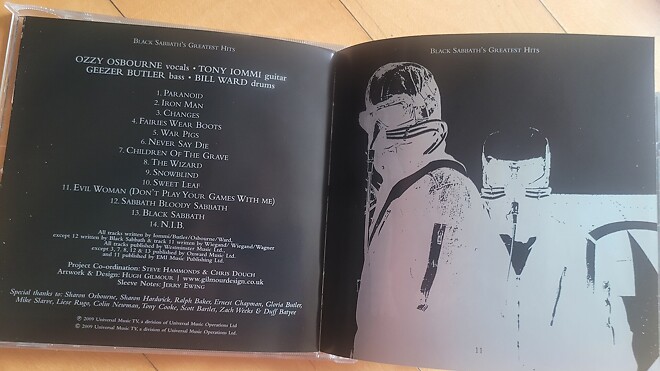 BLACK SABBATH'S GREATEST HITS
OZZY OSBOURNE vocals · TONY IOMMI guitar
GEEZER BUTLER bass · BILL WARD drums
1. PARANOID
2. IRON MAN
3. CHANGES
4. FAIRIES WEAR BOOTS
5. WAR PIGS
6. NEVER SAY DIE
7. CHILDREN OF THE GRAVE
8. THE WIZARD
9. SNOWBLIND
10. SWEET LEAF
11. EVIL WOMAN (DON'T PLAY YOUR GAMES WITH ME)
12. SABBATH BLOODY SABBATH
13. BLACK SABBATH
14. N.I.B.
All tracks written by Iommi/Butler/Osbourne/Ward,
except 12 written by Black Sabbath & track 11 written by Wiegand/ Wiegand/Wagner
All tracks published by Westminster Music Ltd.,
except 3, 7, 8, 12 & 13 published by Onward Music Ltd.
and 11 published by EMI Music Publishing Ltd.
Project Co-ordination: STEVE HAMMONDS & CHRIS DOUCH
Artwork & Design: HUGH GILMOUR | www.gilmourdesign.co.uk
Sleeve Notes: JERRY EWING
Special thanks to: Sharon Osbourne, Sharon Hardwick, Ralph Baker, Ernest Chapman, Gloria Butler,
Mike Starve, Liese Rugo, Colin Newman, Tony Cooke, Scott Bartlet, Zach Weeks & Duff Batyee
℗ 2009 Universal Music TV, a division of Universal Music Operations Ltd
© 2009 Universal Music TV, a division of Universal Music Operations Ltd.
BLACK SABBATH'S GREATEST HITS
11